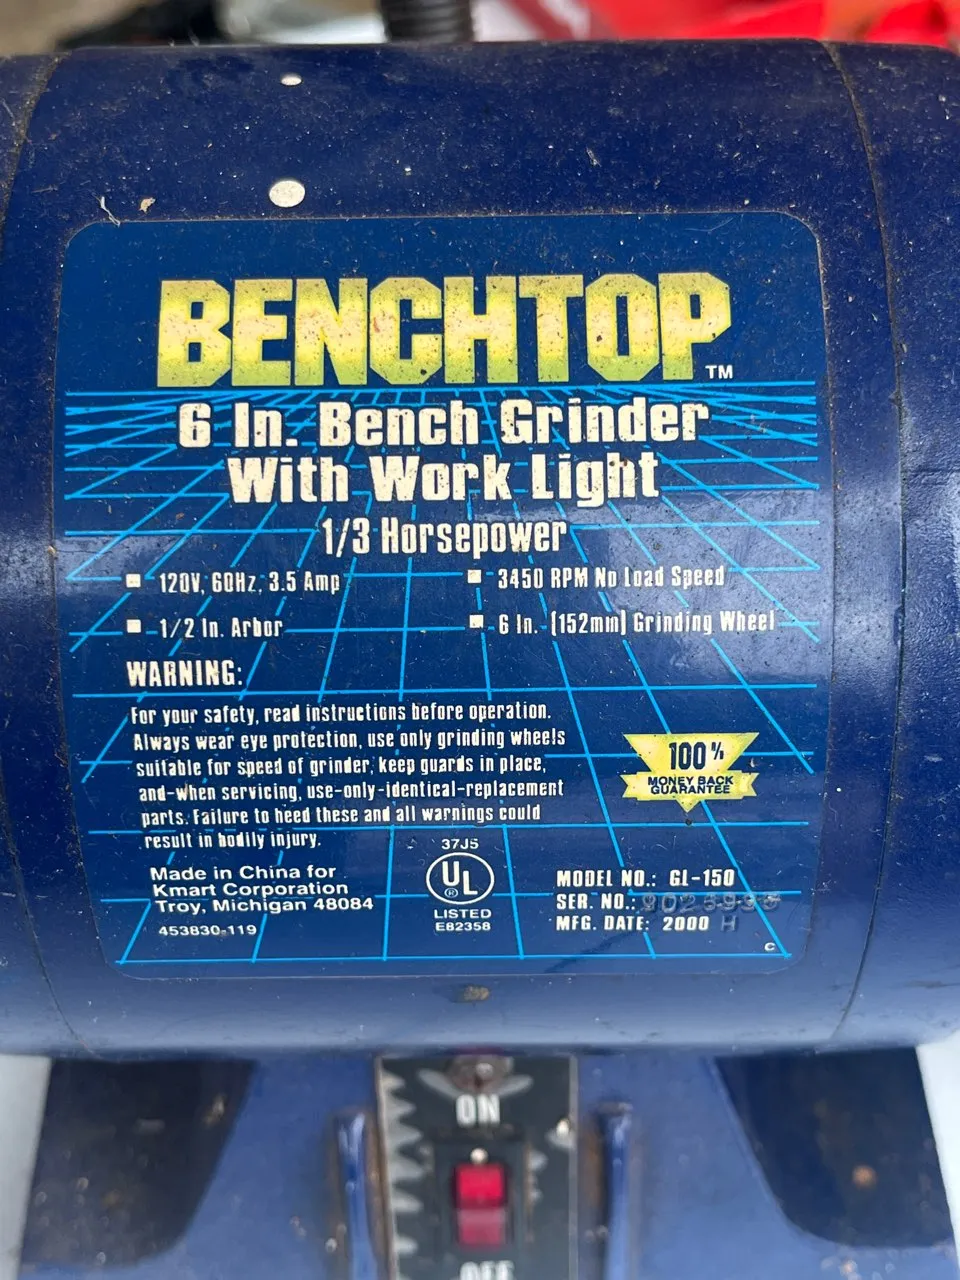 BENCHTOP TM
6 In. Bench Grinder
With Work Light
1/3 Horsepower
120V, 60Hz, 3.5 Amp
3450 RPM No Load Speed
1/2 In. Arbor
6 In. (152mm) Grinding Wheel
WARNING:
For your safety, read instructions before operation.
Always wear eye protection, use only grinding wheels
suitable for speed of grinder, keep guards in place,
and when servicing, use only identical replacement
parts. Failure to heed these and all warnings could
result in bodily injury.
100%
MONEY BACK
GUARANTEE
Made in China for
Kmart Corporation
Troy, Michigan 48084
453830-119
37J5
UL ®
LISTED
E82358
MODEL NO.: GL-150
SER. NO.:
MFG. DATE: 2000 H
C
ON
OFF